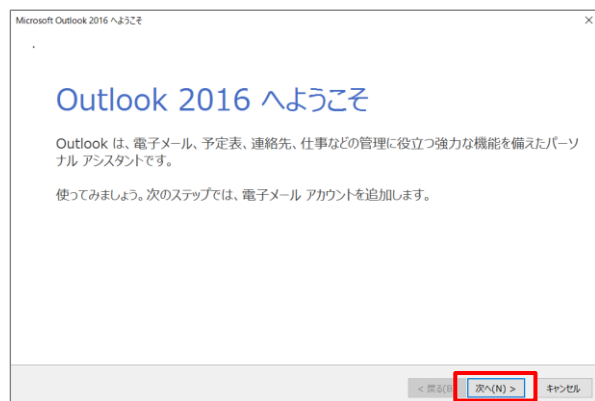 Microsoft Outlook 2016 へようこそ
Outlook 2016 へようこそ
Outlook は、電子メール、予定表、連絡先、仕事などの管理に役立つ強力な機能を備えたパーソ
ナル アシスタントです。
使ってみましょう。次のステップでは、電子メール アカウントを追加します。
< 戻る(B 次へ(N) > キャンセル